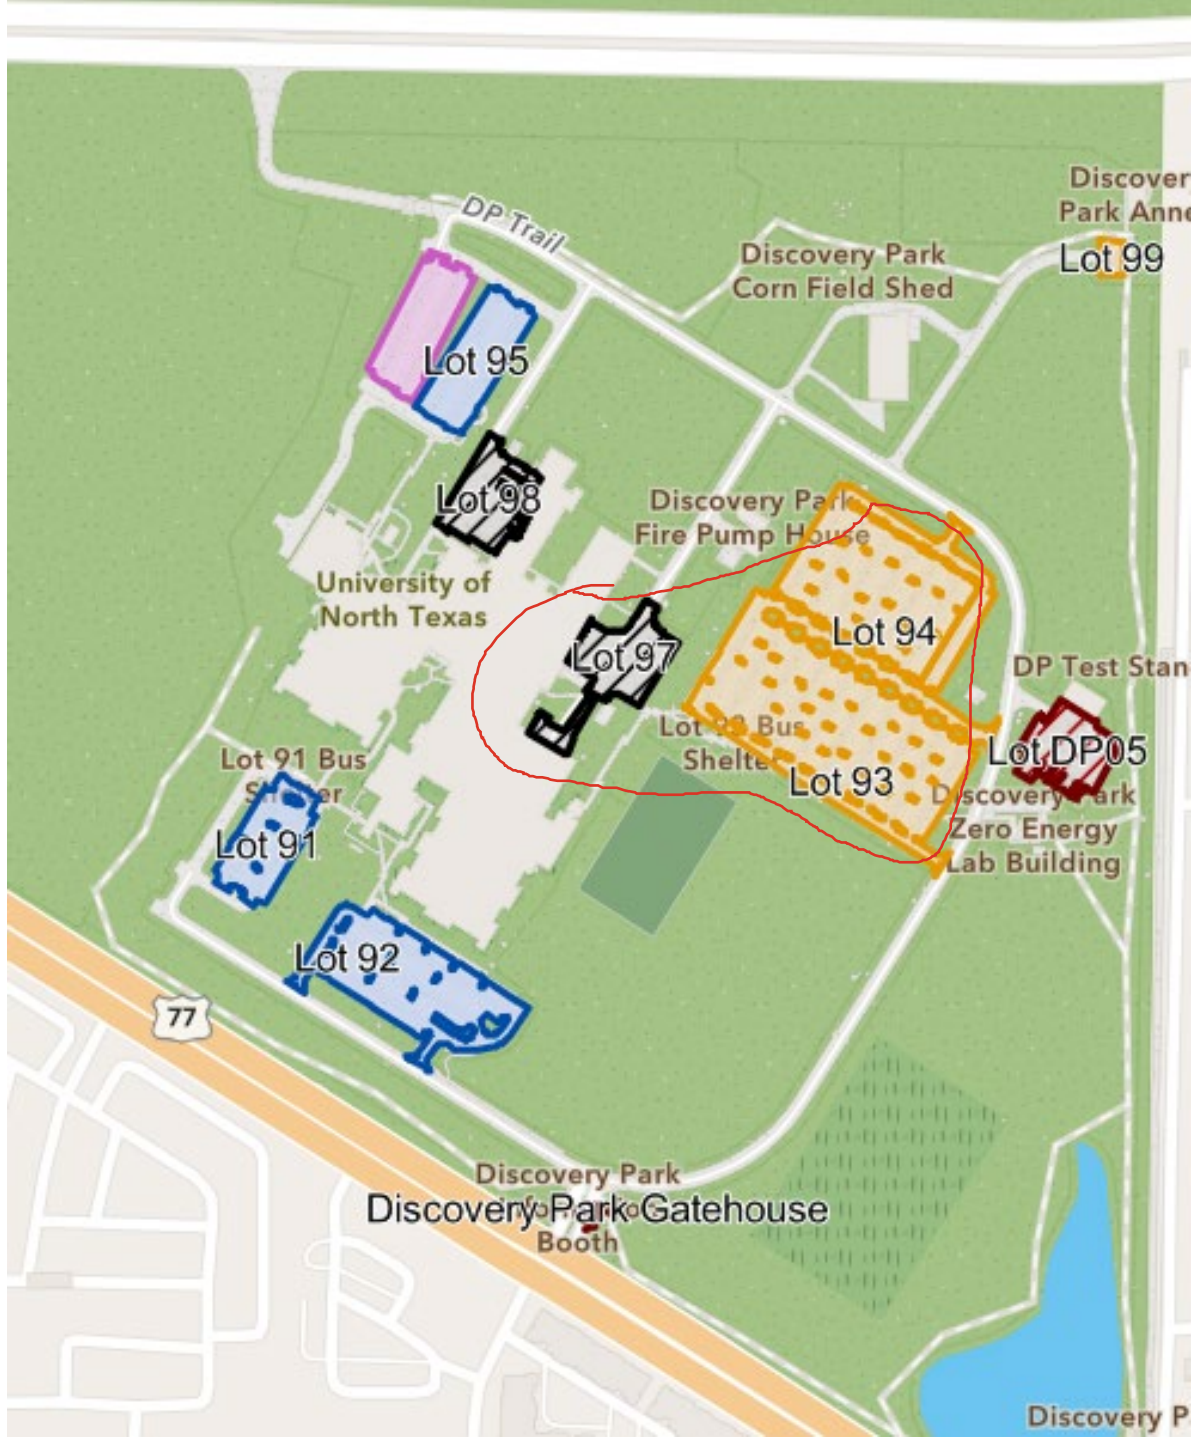 Discover
Park Anne
Lot 99
DP Trail
Discovery Park
Corn Field Shed
Lot 95
Lot 98
Discovery Park
Fire Pump House
University of
North Texas
Lot 94
Lot 97
DP Test Stan
Lot 93 Bus
Shelter
Lot 93
Lot DP05
Discovery Park
Zero Energy
Lab Building
Lot 91 Bus
Shelter
Lot 91
Lot 92
77
Discovery Park
Discovery Park Gatehouse
Booth
Discovery P